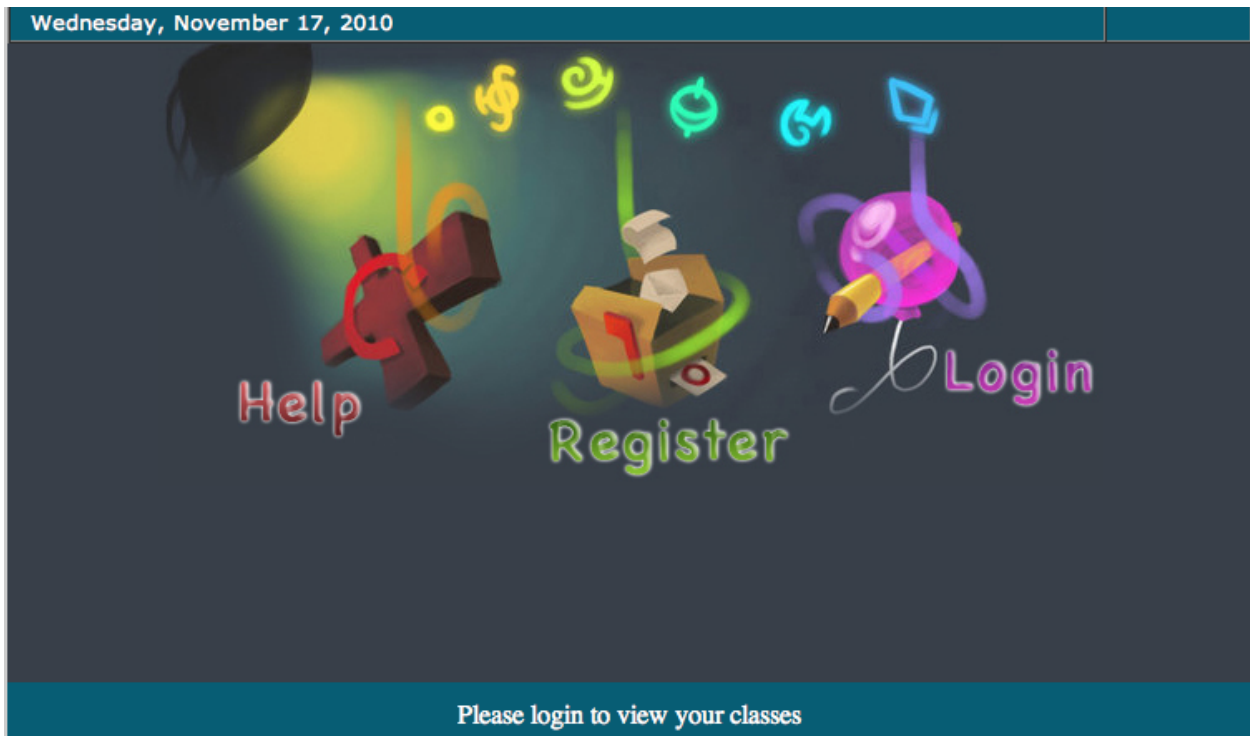 Wednesday, November 17, 2010
Help
Register
Login
Please login to view your classes